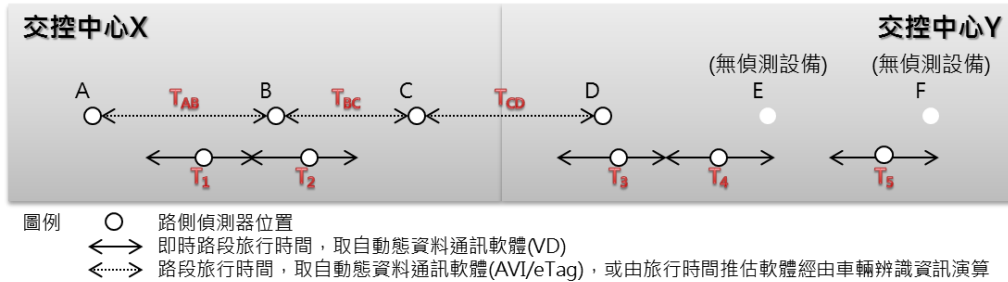 交控中心X
交控中心Y
(無偵測設備) (無偵測設備)
A B C D E F
TAB TBC TCD
T1 T2 T3 T4 T5
圖例 路側偵測器位置
即時路段旅行時間，取自動態資料通訊軟體(VD)
路段旅行時間，取自動態資料通訊軟體(AVI/eTag)，或由旅行時間推估軟體經由車輛辨識資訊演算